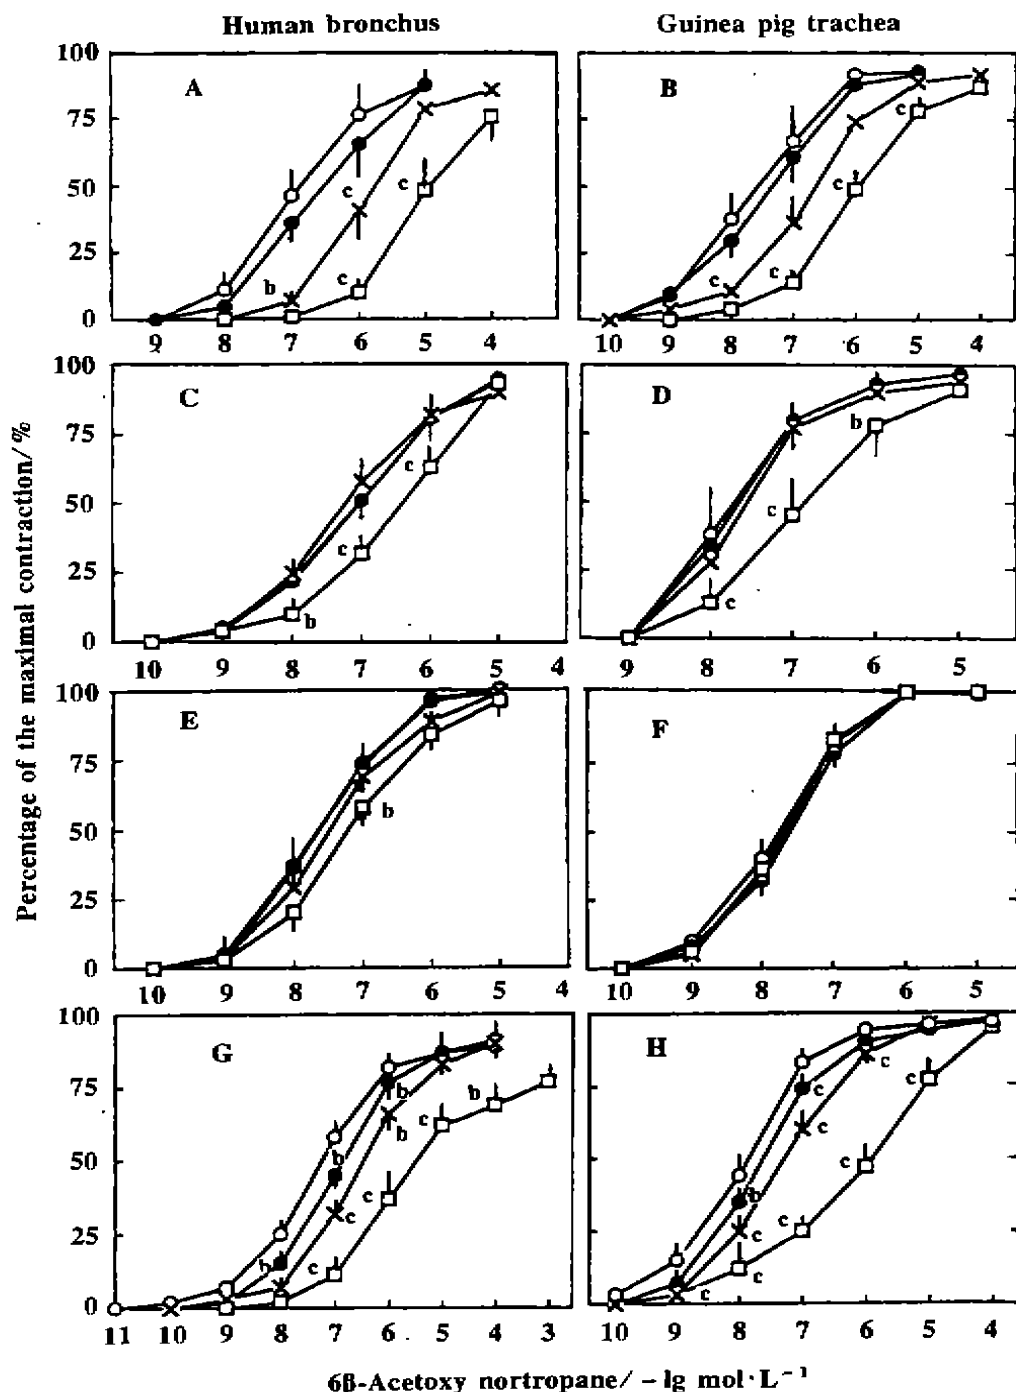 Human bronchus Guinea pig trachea
100 A B
75 c c
50 c c
25 b c c c
0
9 8 7 6 5 4 10 9 8 7 6 5 4
100 C D
75 c b
50 c c
25 b c
0
10 9 8 7 6 5 4 9 8 7 6 5
100 E F
75
50 b
25
0
10 9 8 7 6 5 4 10 9 8 7 6 5
100 G H
75 b b c c c
50 b b c c c
25 b c c b c c
0 c c
11 10 9 8 7 6 5 4 3 10 9 8 7 6 5 4
Percentage of the maximal contraction/%
6β-Acetoxy nortropane/ −lg mol·L⁻¹